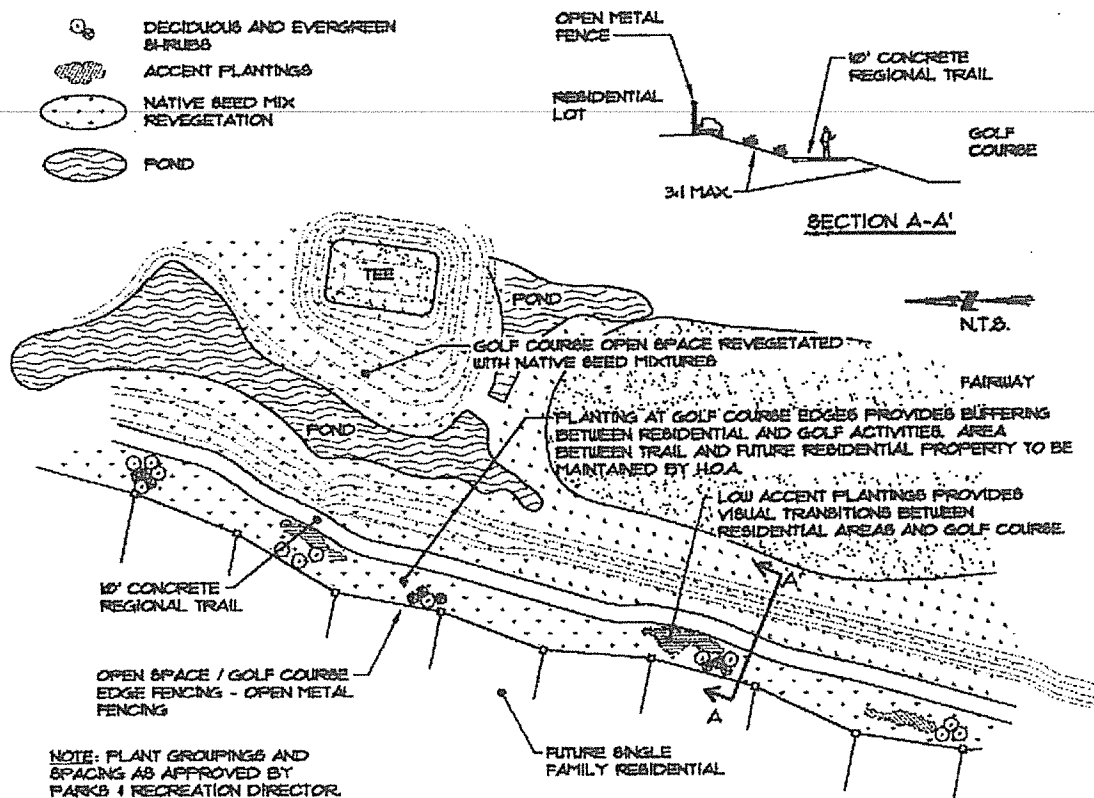 DECIDUOUS AND EVERGREEN
SHRUBS
ACCENT PLANTINGS
NATIVE SEED MIX
REVEGETATION
POND
OPEN METAL
FENCE
10' CONCRETE
REGIONAL TRAIL
RESIDENTIAL
LOT
GOLF
COURSE
3:1 MAX.
SECTION A-A'
TEE
POND
N.T.S.
GOLF COURSE OPEN SPACE REVEGETATED
WITH NATIVE SEED MIXTURES
FAIRWAY
PLANTING AT GOLF COURSE EDGES PROVIDES BUFFERING
BETWEEN RESIDENTIAL AND GOLF ACTIVITIES. AREA
BETWEEN TRAIL AND FUTURE RESIDENTIAL PROPERTY TO BE
MAINTAINED BY H.O.A.
POND
LOW ACCENT PLANTINGS PROVIDES
VISUAL TRANSITIONS BETWEEN
RESIDENTIAL AREAS AND GOLF COURSE.
A'
10' CONCRETE
REGIONAL TRAIL
OPEN SPACE / GOLF COURSE
EDGE FENCING - OPEN METAL
FENCING
A
FUTURE SINGLE
FAMILY RESIDENTIAL
NOTE: PLANT GROUPINGS AND
SPACING AS APPROVED BY
PARKS & RECREATION DIRECTOR.